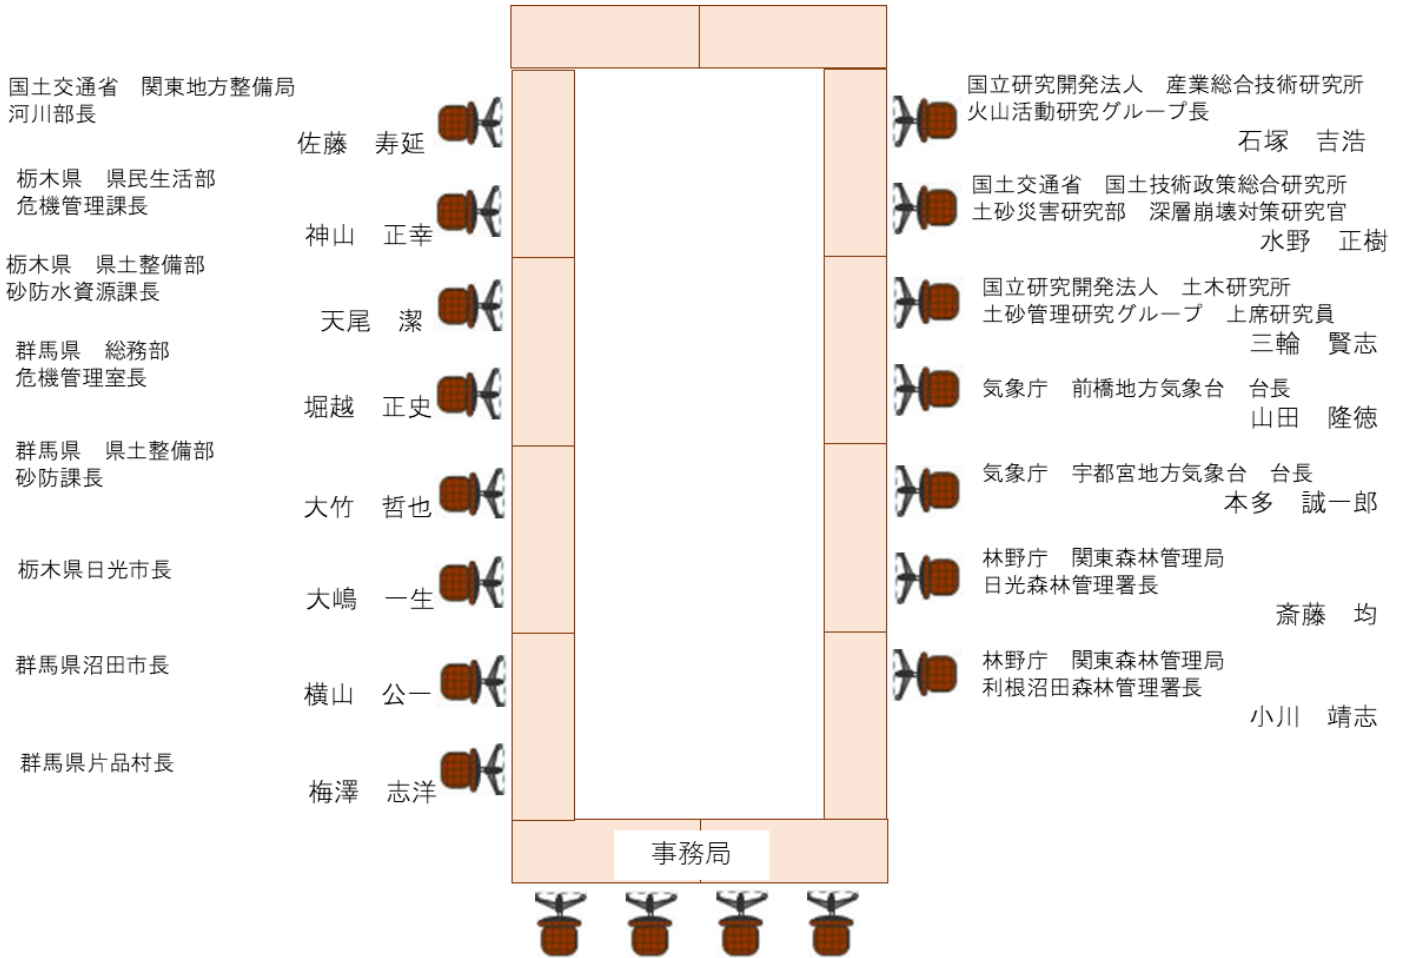 国土交通省　関東地方整備局
河川部長
佐藤　寿延
栃木県　県民生活部
危機管理課長
神山　正幸
栃木県　県土整備部
砂防水資源課長
天尾　潔
群馬県　総務部
危機管理室長
堀越　正史
群馬県　県土整備部
砂防課長
大竹　哲也
栃木県日光市長
大嶋　一生
群馬県沼田市長
横山　公一
群馬県片品村長
梅澤　志洋
国立研究開発法人　産業総合技術研究所
火山活動研究グループ長
石塚　吉浩
国土交通省　国土技術政策総合研究所
土砂災害研究部　深層崩壊対策研究官
水野　正樹
国立研究開発法人　土木研究所
土砂管理研究グループ　上席研究員
三輪　賢志
気象庁　前橋地方気象台　台長
山田　隆徳
気象庁　宇都宮地方気象台　台長
本多　誠一郎
林野庁　関東森林管理局
日光森林管理署長
斎藤　均
林野庁　関東森林管理局
利根沼田森林管理署長
小川　靖志
事務局